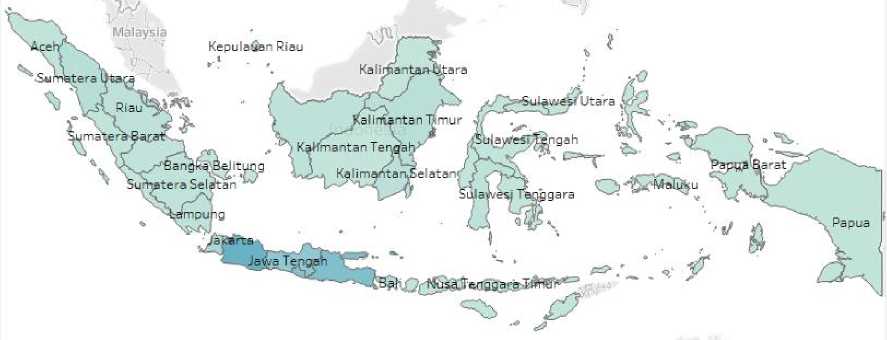 Malaysia
Aceh
Kepulauan Riau
Sumatera Utara
Kalimantan Utara
Riau
Sulawesi Utara
Kalimantan Timur
Sumatera Barat
Sulawesi Tengah
Kalimantan Tengah
Bangka Belitung
Papua Barat
Kalimantan Selatan
Sumatera Selatan
Maluku
Sulawesi Tenggara
Lampung
Papua
Jakarta
Jawa Tengah
Bali
Nusa Tenggara Timur